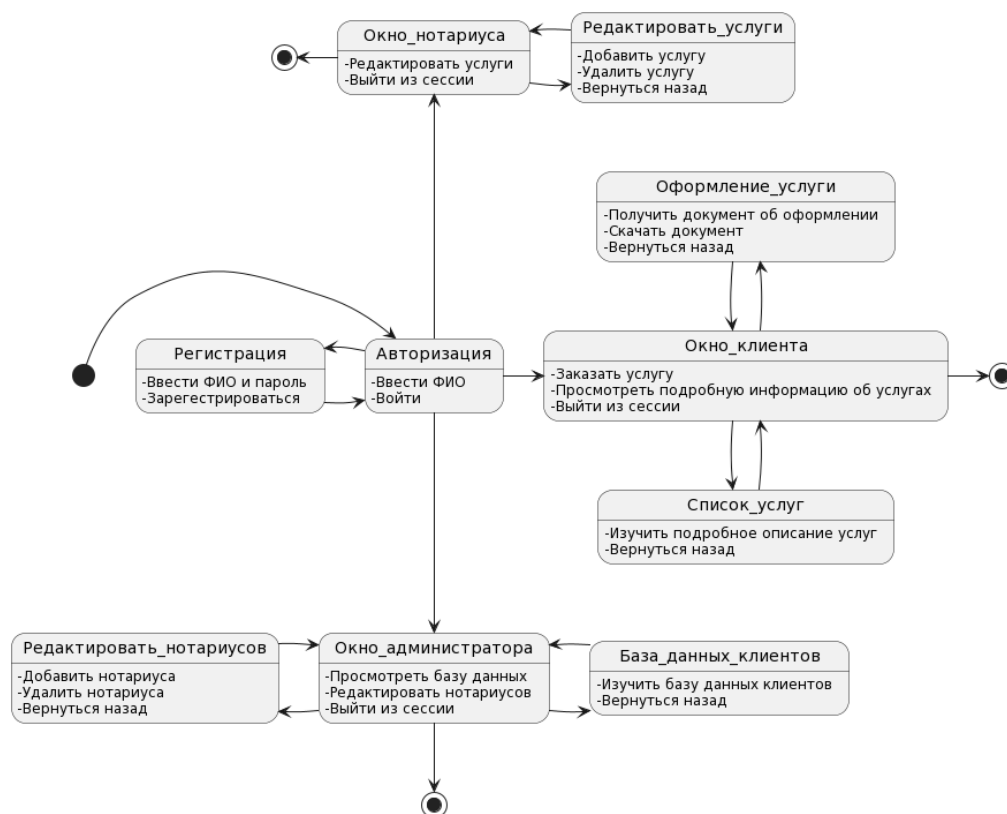 Окно_нотариуса
-Редактировать услуги
-Выйти из сессии
Редактировать_услуги
-Добавить услугу
-Удалить услугу
-Вернуться назад
Оформление_услуги
-Получить документ об оформлении
-Скачать документ
-Вернуться назад
Регистрация
-Ввести ФИО и пароль
-Зарегестрироваться
Авторизация
-Ввести ФИО
-Войти
Окно_клиента
-Заказать услугу
-Просмотреть подробную информацию об услугах
-Выйти из сессии
Список_услуг
-Изучить подробное описание услуг
-Вернуться назад
Редактировать_нотариусов
-Добавить нотариуса
-Удалить нотариуса
-Вернуться назад
Окно_администратора
-Просмотреть базу данных
-Редактировать нотариусов
-Выйти из сессии
База_данных_клиентов
-Изучить базу данных клиентов
-Вернуться назад